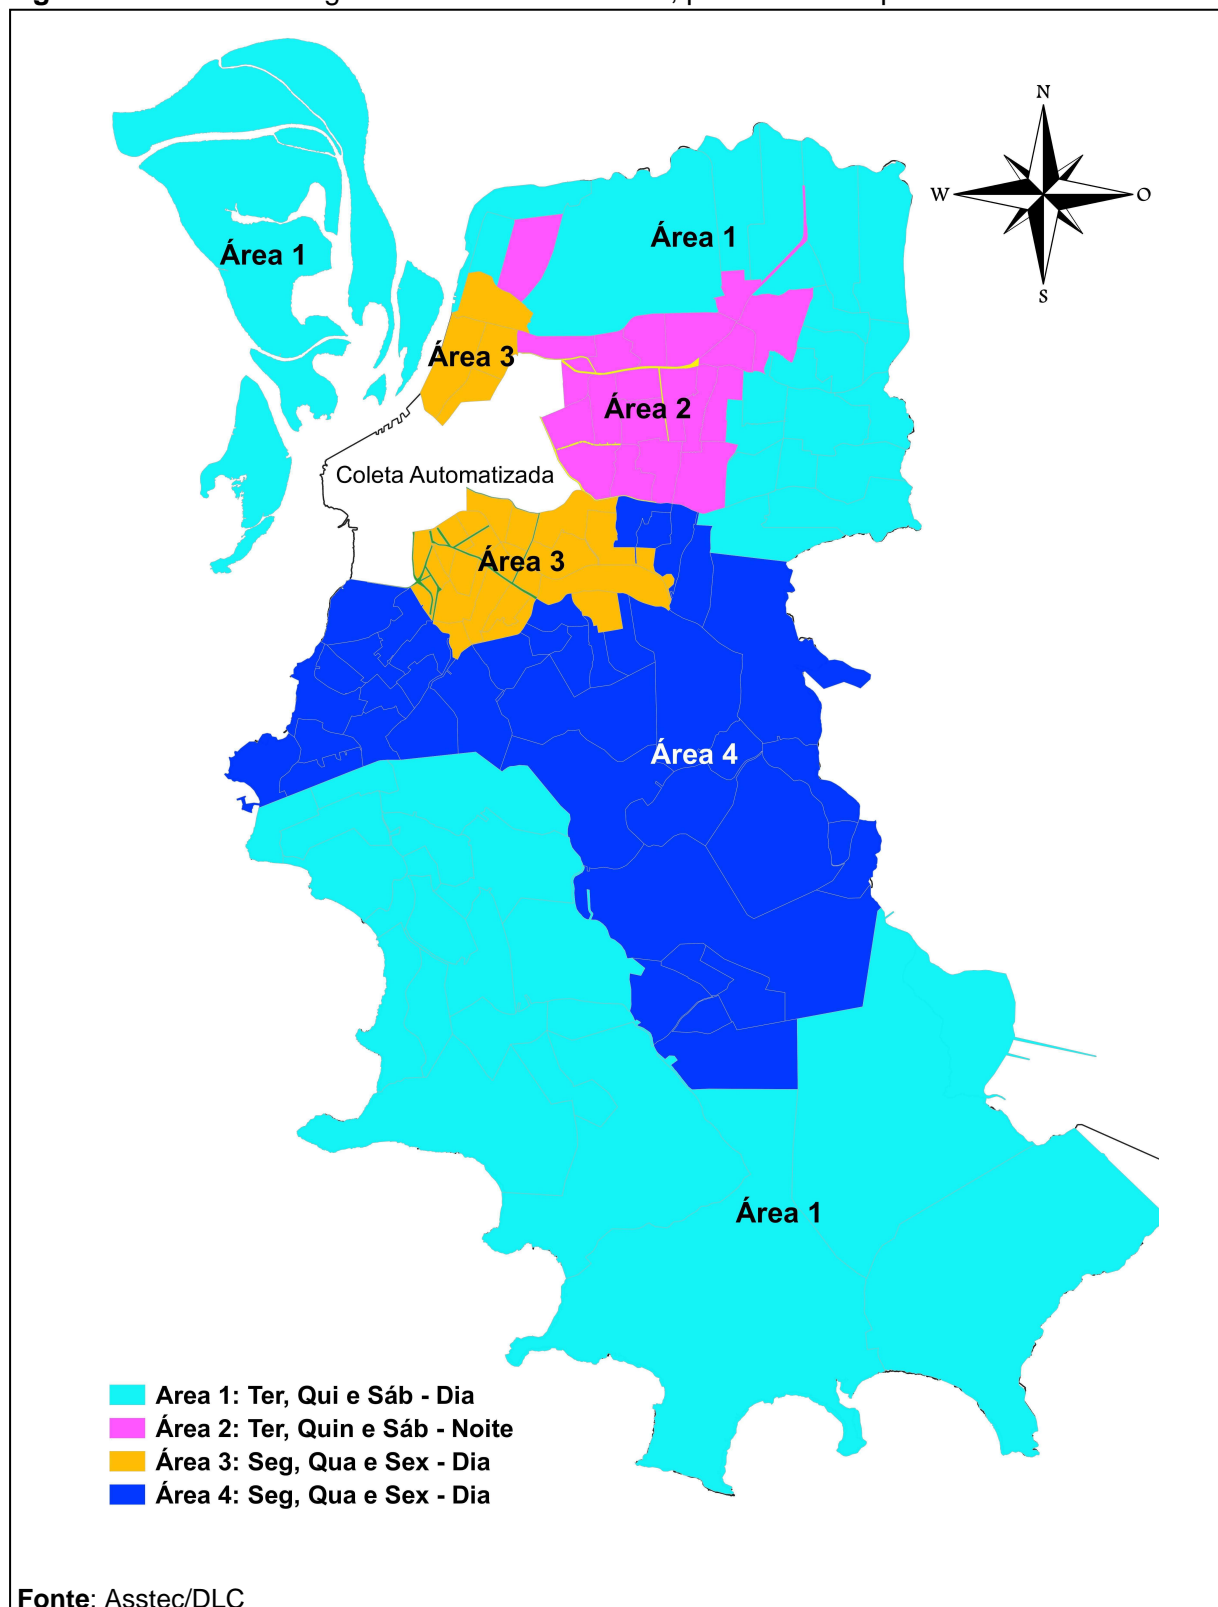 N
W
O
S
Área 1
Área 1
Área 3
Área 2
Coleta Automatizada
Área 3
Área 4
Área 1
Area 1: Ter, Qui e Sáb - Dia
Área 2: Ter, Quin e Sáb - Noite
Área 3: Seg, Qua e Sex - Dia
Área 4: Seg, Qua e Sex - Dia
Fonte: Asstec/DLC